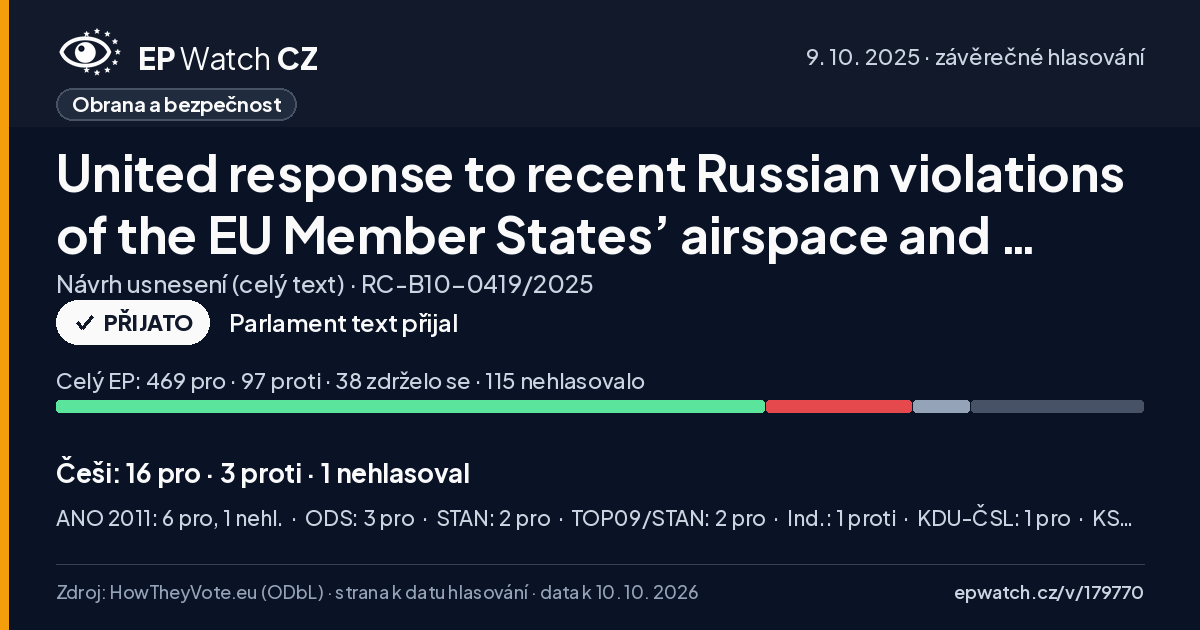 EP Watch CZ
9. 10. 2025 · závěrečné hlasování
Obrana a bezpečnost
United response to recent Russian violations
of the EU Member States’ airspace and …
Návrh usnesení (celý text) · RC-B10-0419/2025
✓ PŘIJATO Parlament text přijal
Celý EP: 469 pro · 97 proti · 38 zdrželo se · 115 nehlasovalo
Češi: 16 pro · 3 proti · 1 nehlasoval
ANO 2011: 6 pro, 1 nehl. · ODS: 3 pro · STAN: 2 pro · TOP09/STAN: 2 pro · Ind.: 1 proti · KDU-ČSL: 1 pro · KS…
Zdroj: HowTheyVote.eu (ODbL) · strana k datu hlasování · data k 10. 10. 2026
epwatch.cz/v/179770